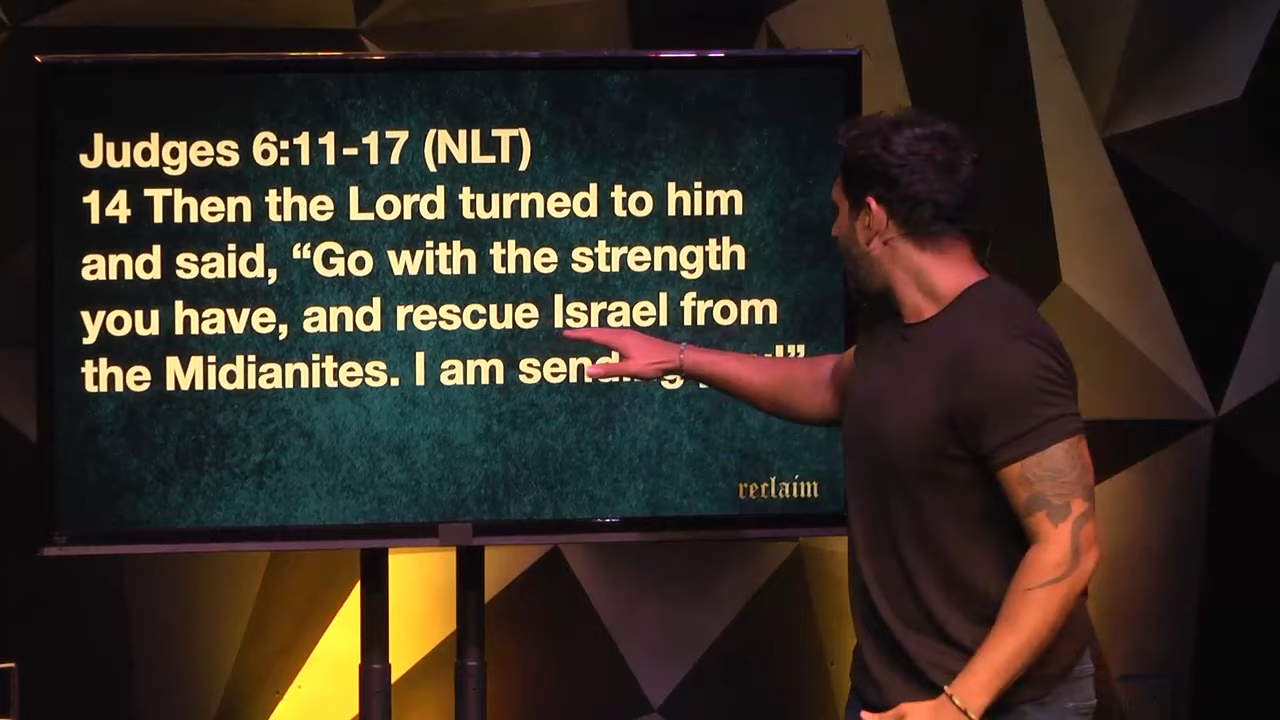 Judges 6:11-17 (NLT)
14 Then the Lord turned to him
and said, “Go with the strength
you have, and rescue Israel from
the Midianites. I am sending
reclaim